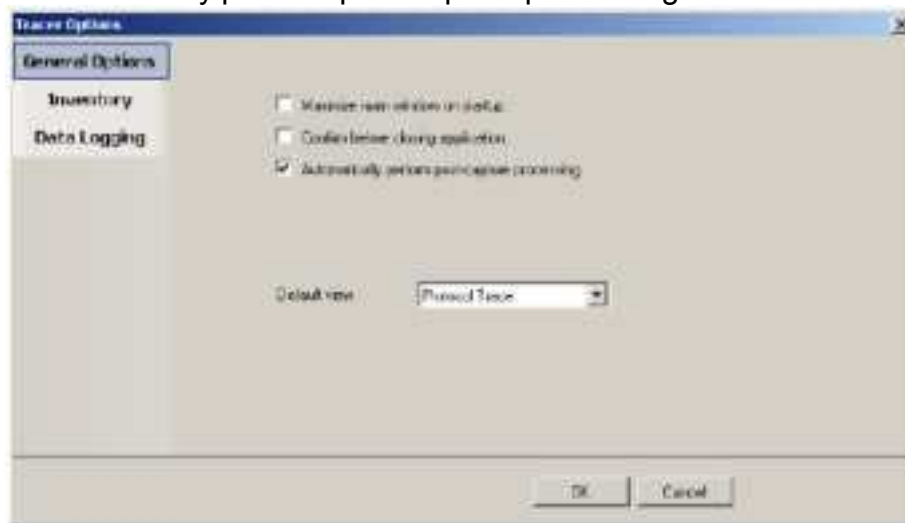 Tracer Options
General Options
Inventory
Data Logging
Maximize main window on startup
Confirm before closing application
Automatically perform post-capture processing
Default view
Protocol Trace
OK
Cancel